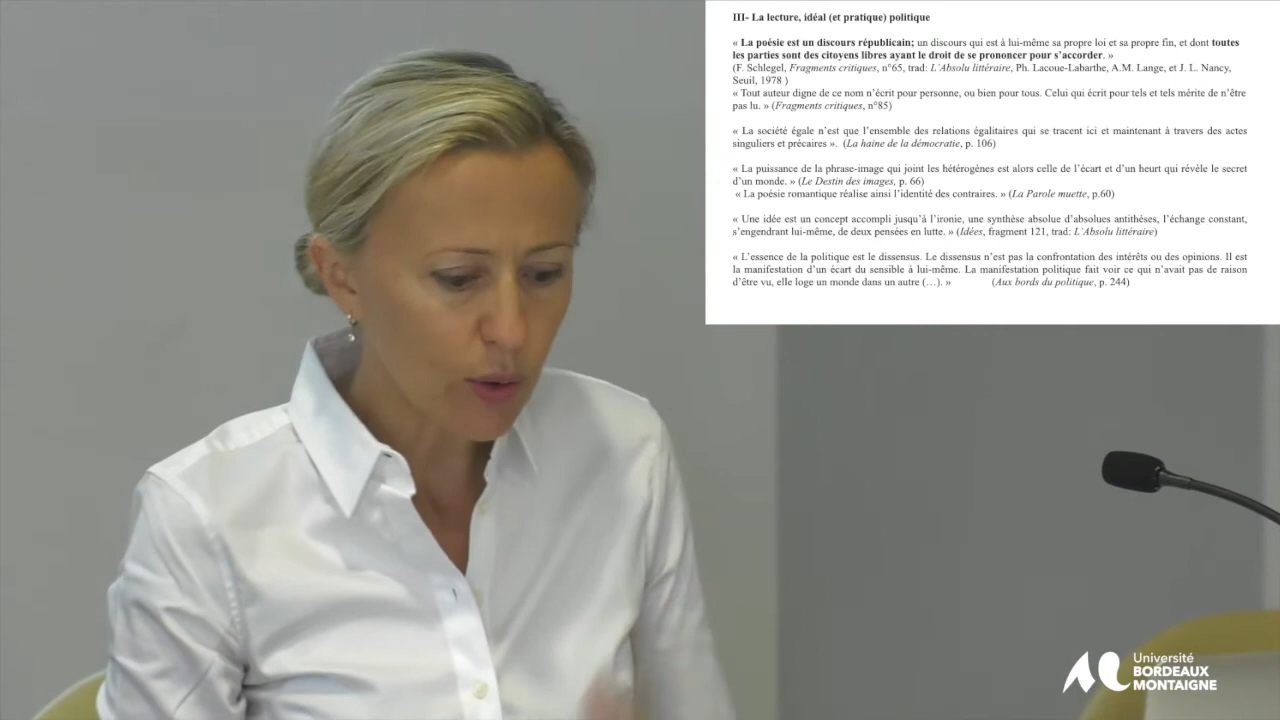 III- La lecture, idéal (et pratique) politique
« La poésie est un discours républicain; un discours qui est à lui-même sa propre loi et sa propre fin, et dont toutes
les parties sont des citoyens libres ayant le droit de se prononcer pour s’accorder. »
(F. Schlegel, Fragments critiques, n°65, trad: L’Absolu littéraire, Ph. Lacoue-Labarthe, A.M. Lange, et J. L. Nancy,
Seuil, 1978 )
« Tout auteur digne de ce nom n’écrit pour personne, ou bien pour tous. Celui qui écrit pour tels et tels mérite de n’être
pas lu. » (Fragments critiques, n°85)
« La société égale n’est que l’ensemble des relations égalitaires qui se tracent ici et maintenant à travers des actes
singuliers et précaires ». (La haine de la démocratie, p. 106)
« La puissance de la phrase-image qui joint les hétérogènes est alors celle de l’écart et d’un heurt qui révèle le secret
d’un monde. » (Le Destin des images, p. 66)
« La poésie romantique réalise ainsi l’identité des contraires. » (La Parole muette, p.60)
« Une idée est un concept accompli jusqu’à l’ironie, une synthèse absolue d’absolues antithèses, l’échange constant,
s’engendrant lui-même, de deux pensées en lutte. » (Idées, fragment 121, trad: L’Absolu littéraire)
« L’essence de la politique est le dissensus. Le dissensus n’est pas la confrontation des intérêts ou des opinions. Il est
la manifestation d’un écart du sensible à lui-même. La manifestation politique fait voir ce qui n’avait pas de raison
d’être vu, elle loge un monde dans un autre (…). » (Aux bords du politique, p. 244)
Université
BORDEAUX
MONTAIGNE